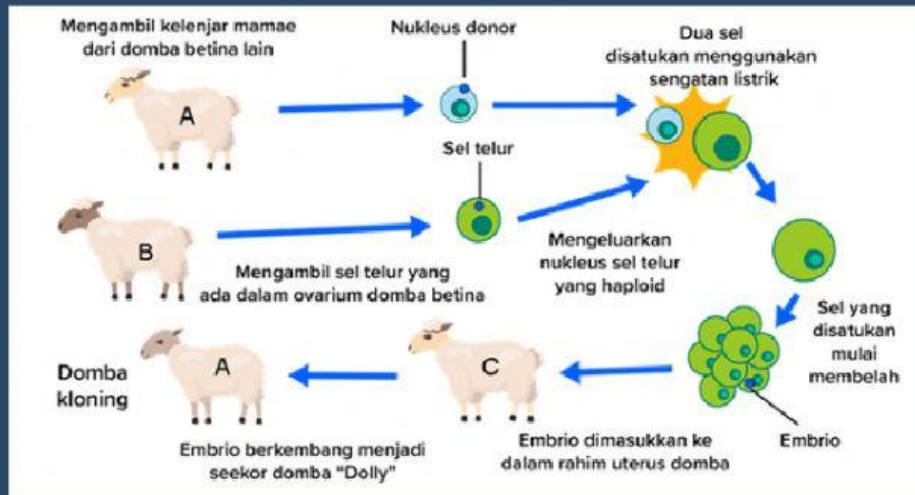 Mengambil kelenjar mamae
dari domba betina lain
Nukleus donor
Dua sel
disatukan menggunakan
sengatan listrik
A
Sel telur
B
Mengambil sel telur yang
ada dalam ovarium domba betina
Mengeluarkan
nukleus sel telur
yang haploid
Sel yang
disatukan
mulai
membelah
Domba
kloning
A
C
Embrio berkembang menjadi
seekor domba "Dolly"
Embrio dimasukkan ke
dalam rahim uterus domba
Embrio